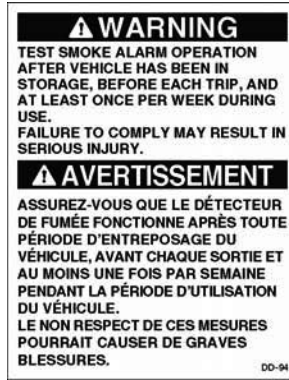 ⚠ WARNING
TEST SMOKE ALARM OPERATION
AFTER VEHICLE HAS BEEN IN
STORAGE, BEFORE EACH TRIP, AND
AT LEAST ONCE PER WEEK DURING
USE.
FAILURE TO COMPLY MAY RESULT IN
SERIOUS INJURY.
⚠ AVERTISSEMENT
ASSUREZ-VOUS QUE LE DÉTECTEUR
DE FUMÉE FONCTIONNE APRÈS TOUTE
PÉRIODE D'ENTREPOSAGE DU
VÉHICULE, AVANT CHAQUE SORTIE ET
AU MOINS UNE FOIS PAR SEMAINE
PENDANT LA PÉRIODE D'UTILISATION
DU VÉHICULE.
LE NON RESPECT DE CES MESURES
POURRAIT CAUSER DE GRAVES
BLESSURES.
DD-94